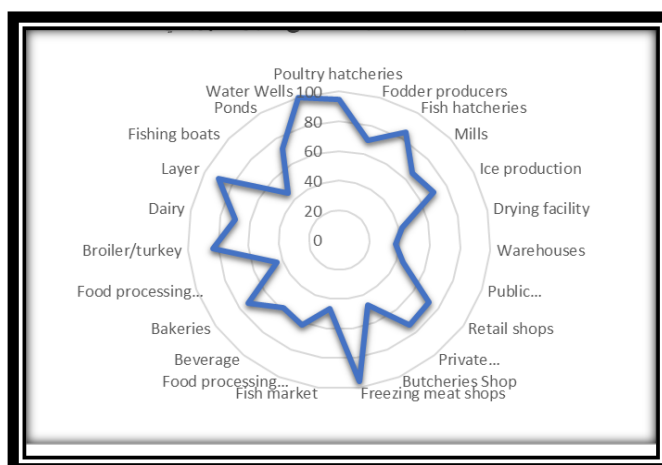 Poultry hatcheries
Water Wells 100 Fodder producers
Ponds Fish hatcheries
80
Fishing boats Mills
60
Layer Ice production
40
Dairy 20 Drying facility
Broiler/turkey 0 Warehouses
Food processing... Public...
Bakeries Retail shops
Beverage Private...
Food processing... Butcheries Shop
Fish market Freezing meat shops